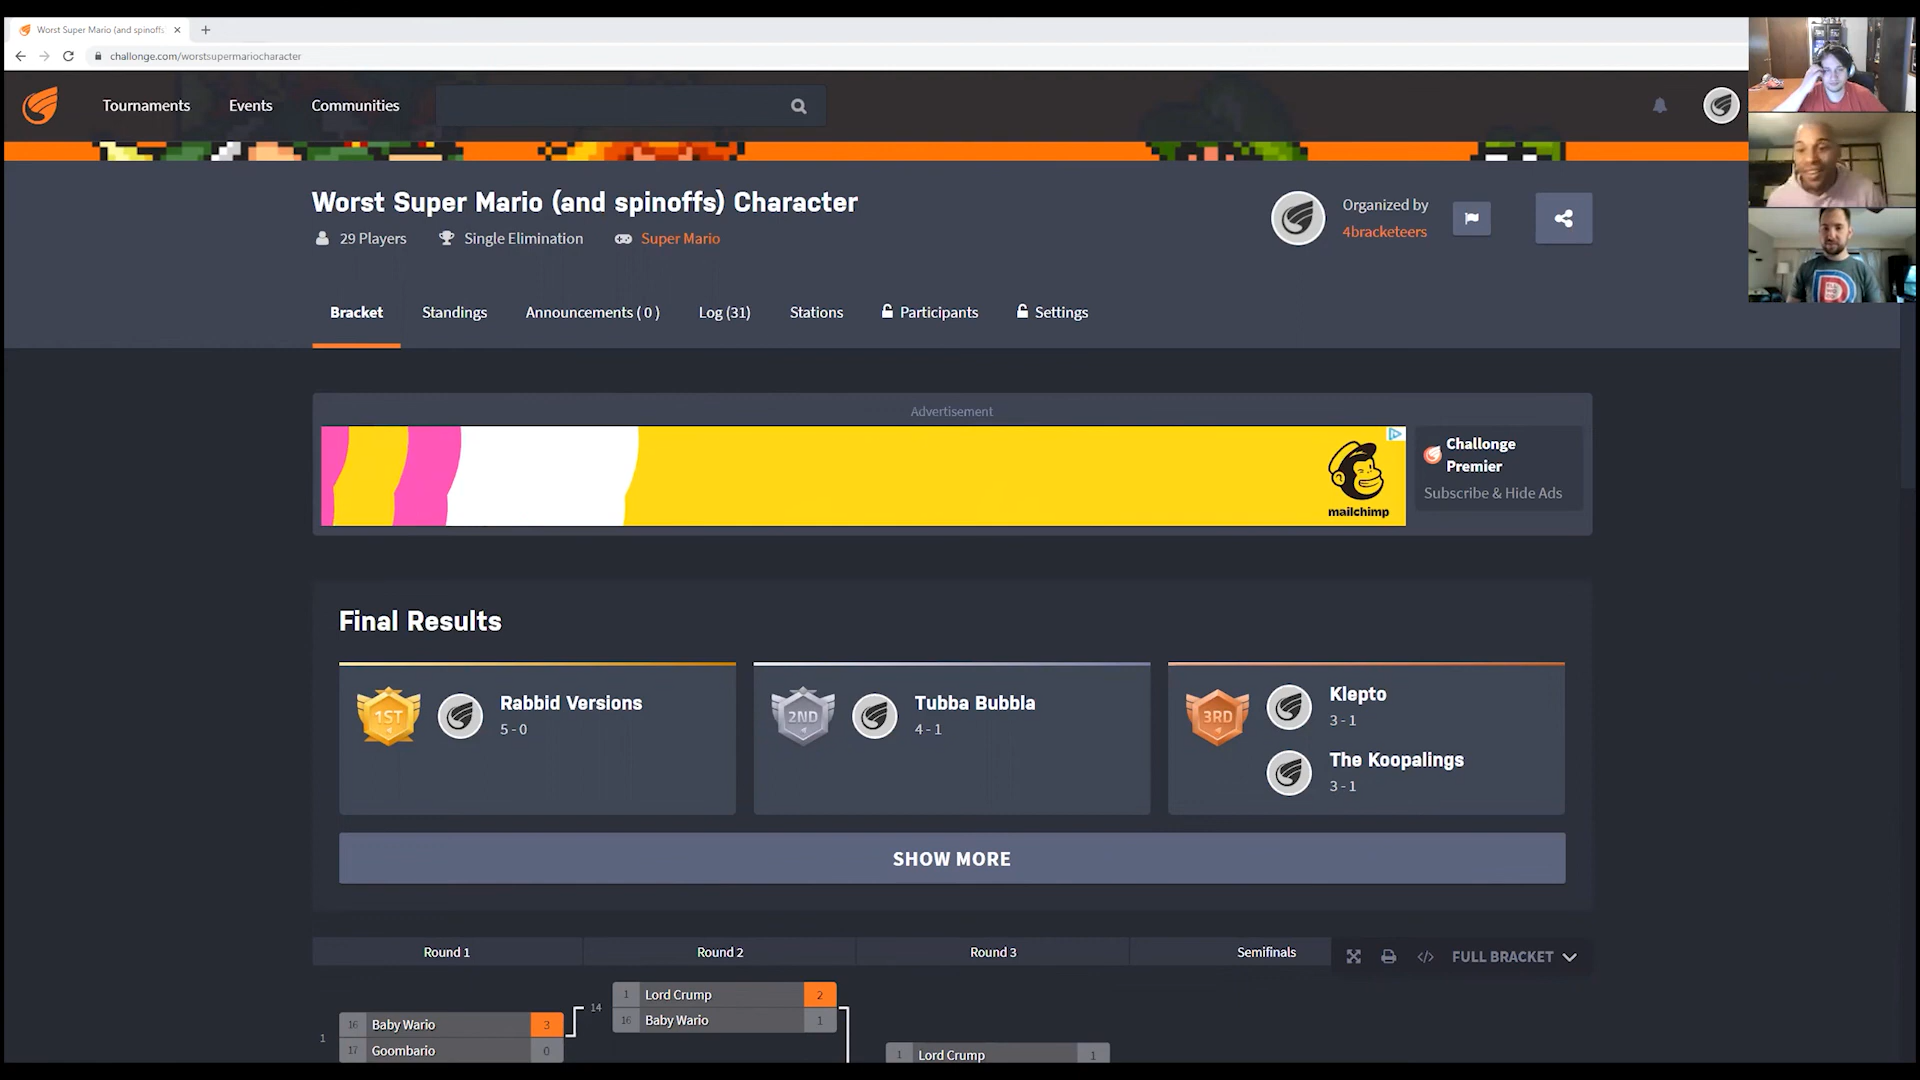 Worst Super Mario (and spinoffs
challonge.com/worstsupermariocharacter
Tournaments Events Communities
Worst Super Mario (and spinoffs) Character
29 Players Single Elimination Super Mario
Organized by
4bracketeers
Bracket Standings Announcements ( 0 ) Log (31) Stations Participants Settings
Advertisement
mailchimp
Challonge
Premier
Subscribe & Hide Ads
Final Results
1ST Rabbid Versions
5 - 0
2ND Tubba Bubbla
4 - 1
3RD Klepto
3 - 1
The Koopalings
3 - 1
SHOW MORE
Round 1 Round 2 Round 3 Semifinals
FULL BRACKET
1
16 Baby Wario 3
17 Goombario 0
14
1 Lord Crump 2
16 Baby Wario 1
1 Lord Crump 1